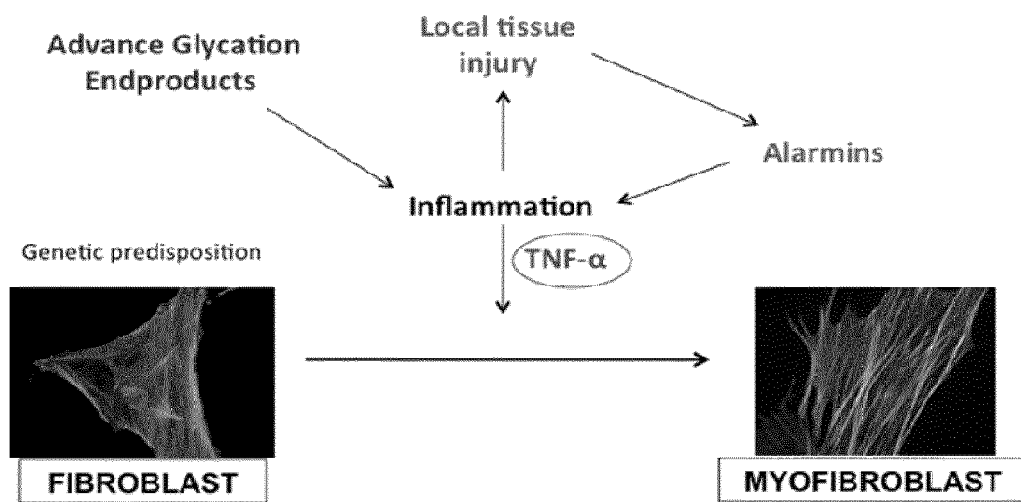 Advance Glycation
Endproducts
Local tissue
injury
Alarmins
Inflammation
TNF-α
Genetic predisposition
FIBROBLAST
MYOFIBROBLAST